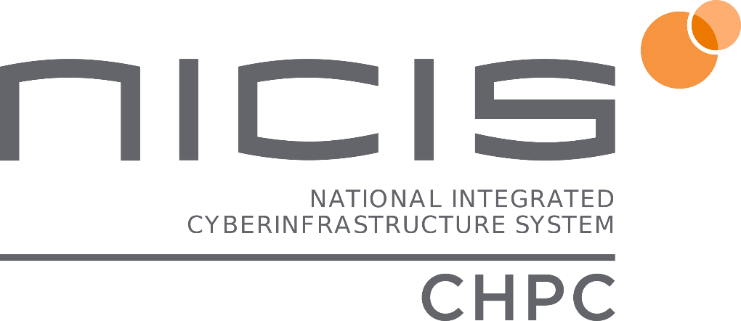 NICIS
NATIONAL INTEGRATED
CYBERINFRASTRUCTURE SYSTEM
CHPC